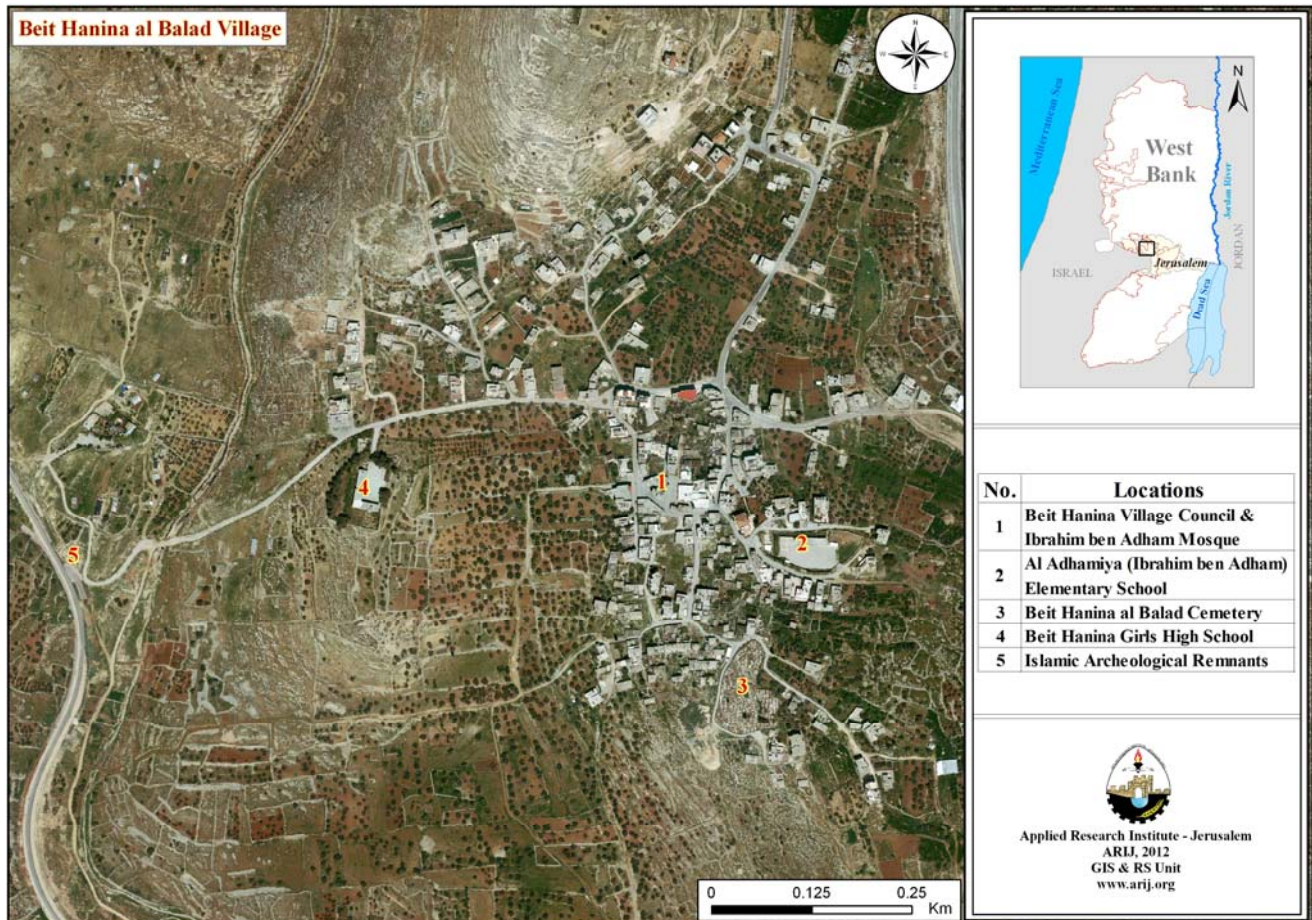 Beit Hanina al Balad Village
N
W
E
S
1
2
3
4
5
0 0.125 0.25
Km
N
Mediterranean Sea
West
Bank
Jordan River
JORDAN
Jerusalem
ISRAEL
Dead Sea
No. Locations
1 Beit Hanina Village Council &
Ibrahim ben Adham Mosque
2 Al Adhamiya (Ibrahim ben Adham)
Elementary School
3 Beit Hanina al Balad Cemetery
4 Beit Hanina Girls High School
5 Islamic Archeological Remnants
Applied Research Institute - Jerusalem
ARIJ, 2012
GIS & RS Unit
www.arij.org